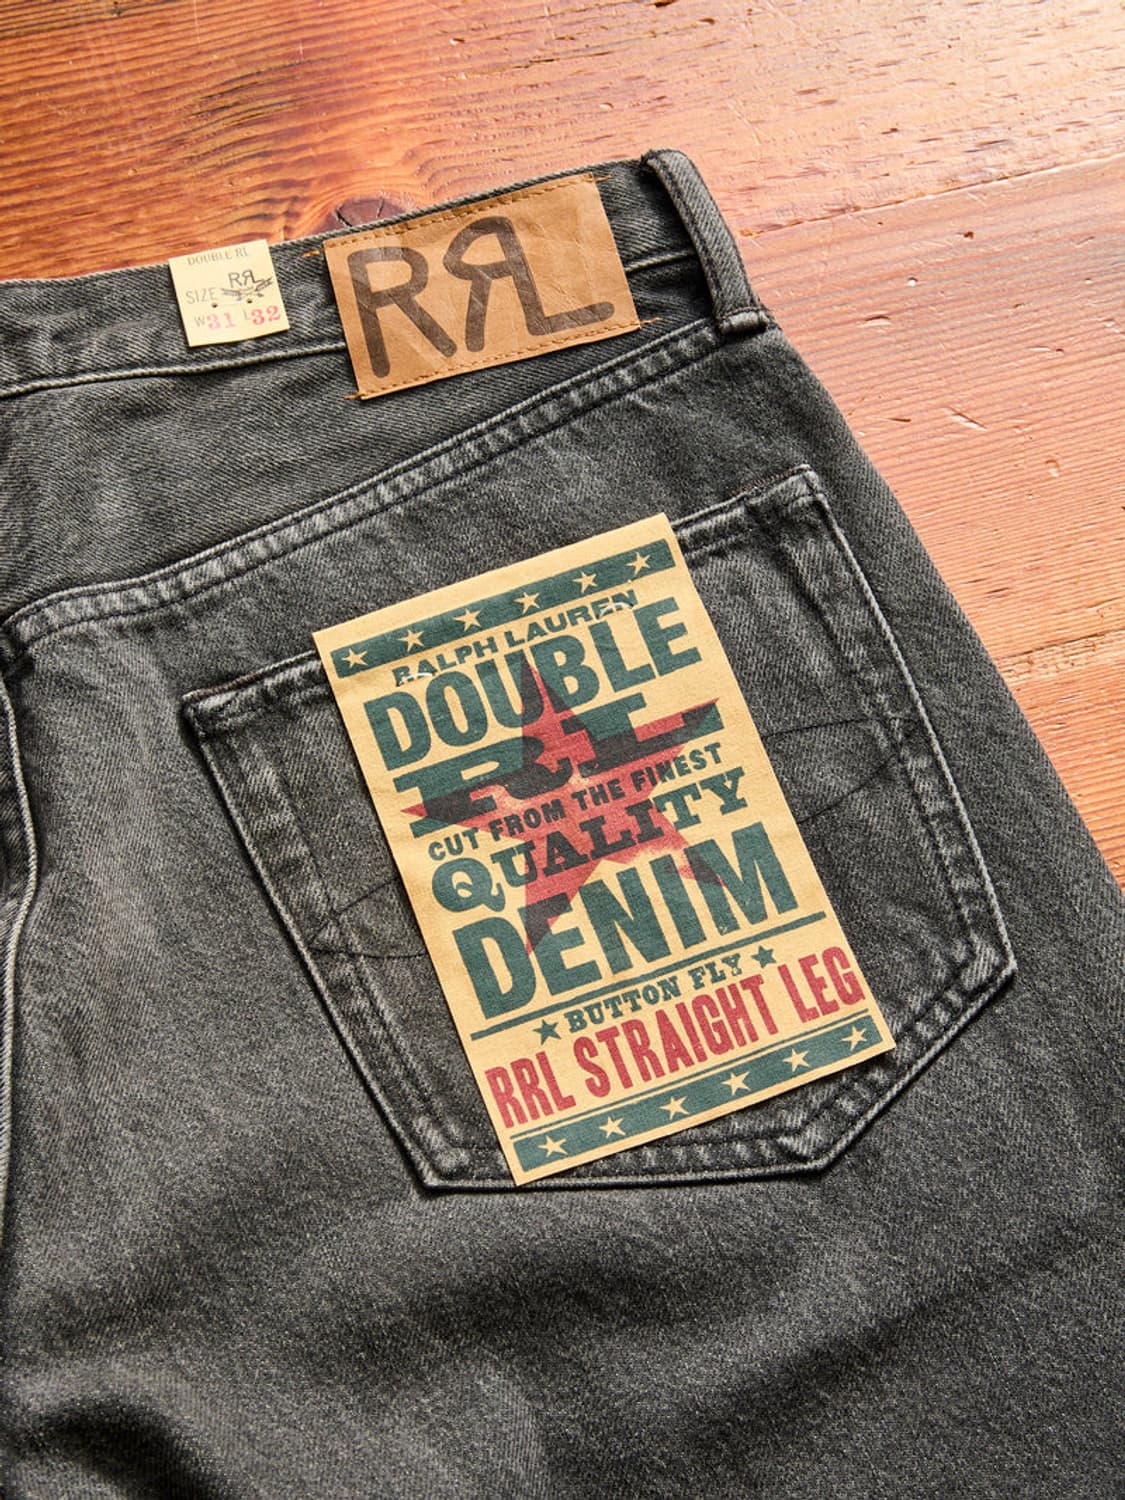 DOUBLE RL
RRL
SIZE
W31 L32
RRL
RALPH LAUREN
DOUBLE
RL
CUT FROM THE FINEST
QUALITY
DENIM
BUTTON FLY
RRL STRAIGHT LEG